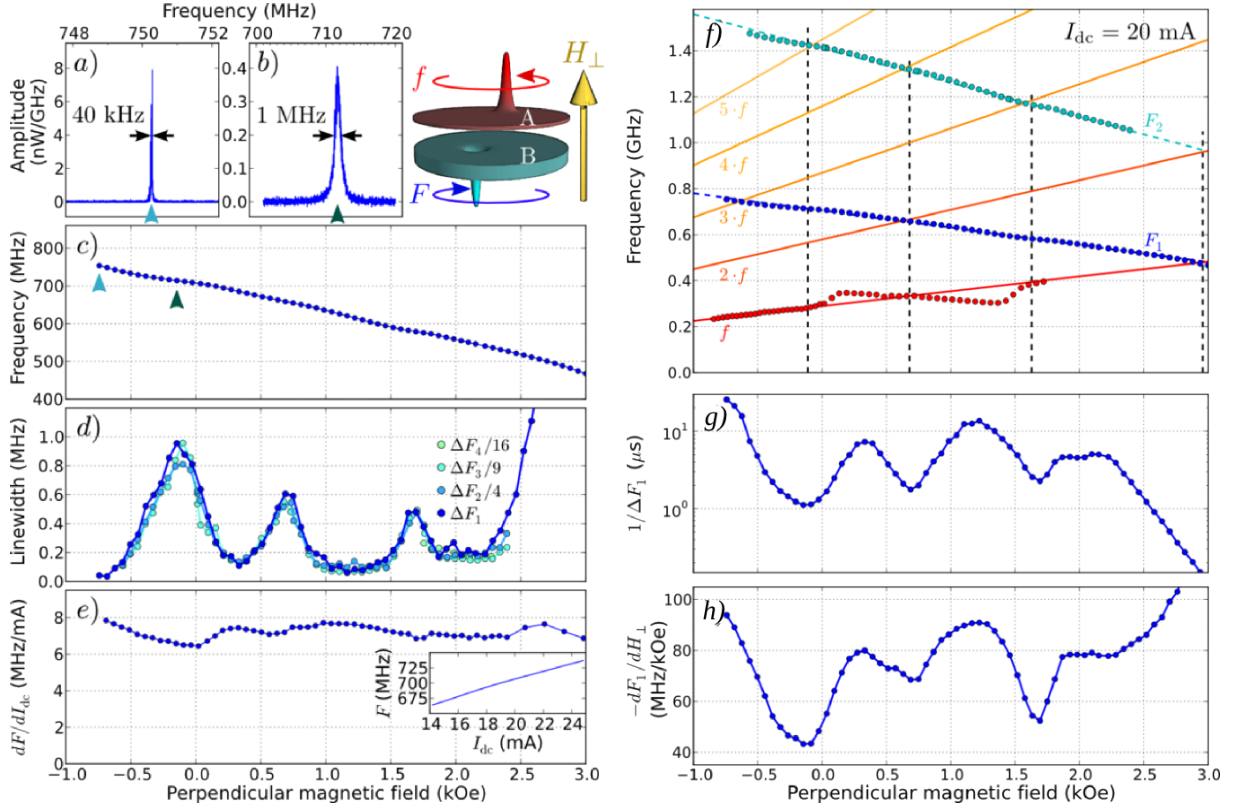 Frequency (MHz)
748 750 752 700 710 720
Amplitude
(nW/GHz)
8
6
4
2
0
a)
40 kHz
0.4
0.3
0.2
0.1
0.0
b)
1 MHz
f
A
B
F
H⊥
Frequency (MHz)
800
700
600
500
400
c)
Linewidth (MHz)
1.0
0.8
0.6
0.4
0.2
0.0
d)
ΔF₄/16
ΔF₃/9
ΔF₂/4
ΔF₁
dF/dI_dc (MHz/mA)
8
6
4
2
0
e)
F (MHz)
725
700
675
14 16 18 20 22 24
I_dc (mA)
−1.0 −0.5 0.0 0.5 1.0 1.5 2.0 2.5 3.0
Perpendicular magnetic field (kOe)
Frequency (GHz)
1.4
1.2
1.0
0.8
0.6
0.4
0.2
0.0
f)
I_dc = 20 mA
5·f
4·f
3·f
2·f
f
F₂
F₁
1/ΔF₁ (µs)
10¹
10⁰
g)
−dF₁/dH⊥
(MHz/kOe)
100
80
60
40
h)
−1.0 −0.5 0.0 0.5 1.0 1.5 2.0 2.5 3.0
Perpendicular magnetic field (kOe)